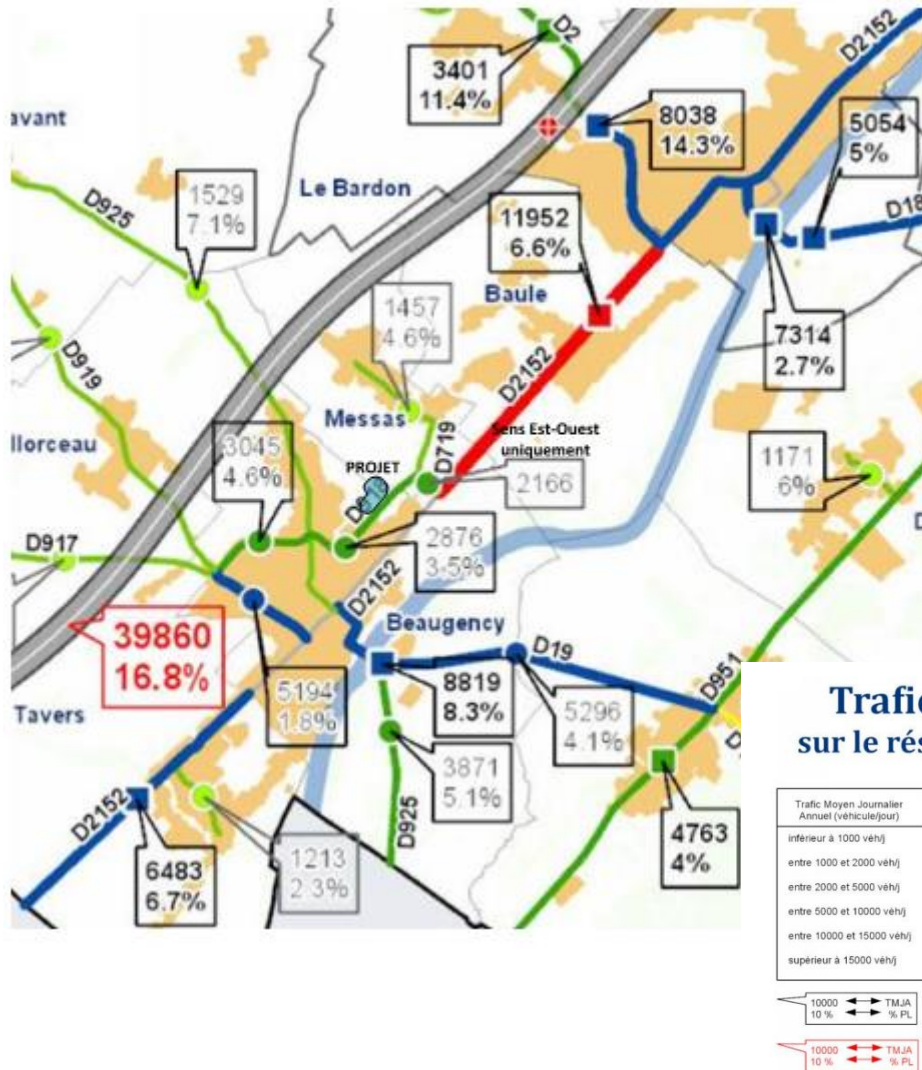 D2
3401
11.4%
D2152
avant
8038
14.3%
5054
5%
D925
1529
7.1%
Le Bardon
D18
11952
6.6%
Baule
1457
4.6%
7314
2.7%
D919
D2152
Messas
llorceau
3045
4.6%
PROJET
D719
Sens Est-Ouest
uniquement
2166
1171
6%
D917
2876
3-5%
D2152
39860
16.8%
Beaugency
D19
D951
5194
1.8%
8819
8.3%
5296
4.1%
Tavers
3871
5.1%
D925
D2152
4763
4%
6483
6.7%
1213
2.3%
Trafic
sur le rés
Trafic Moyen Journalier
Annuel (véhicule/jour)
inférieur à 1000 véh/j
entre 1000 et 2000 véh/j
entre 2000 et 5000 véh/j
entre 5000 et 10000 véh/j
entre 10000 et 15000 véh/j
supérieur à 15000 véh/j
10000 TMJA
10 % % PL
10000 TMJA
10 % % PL